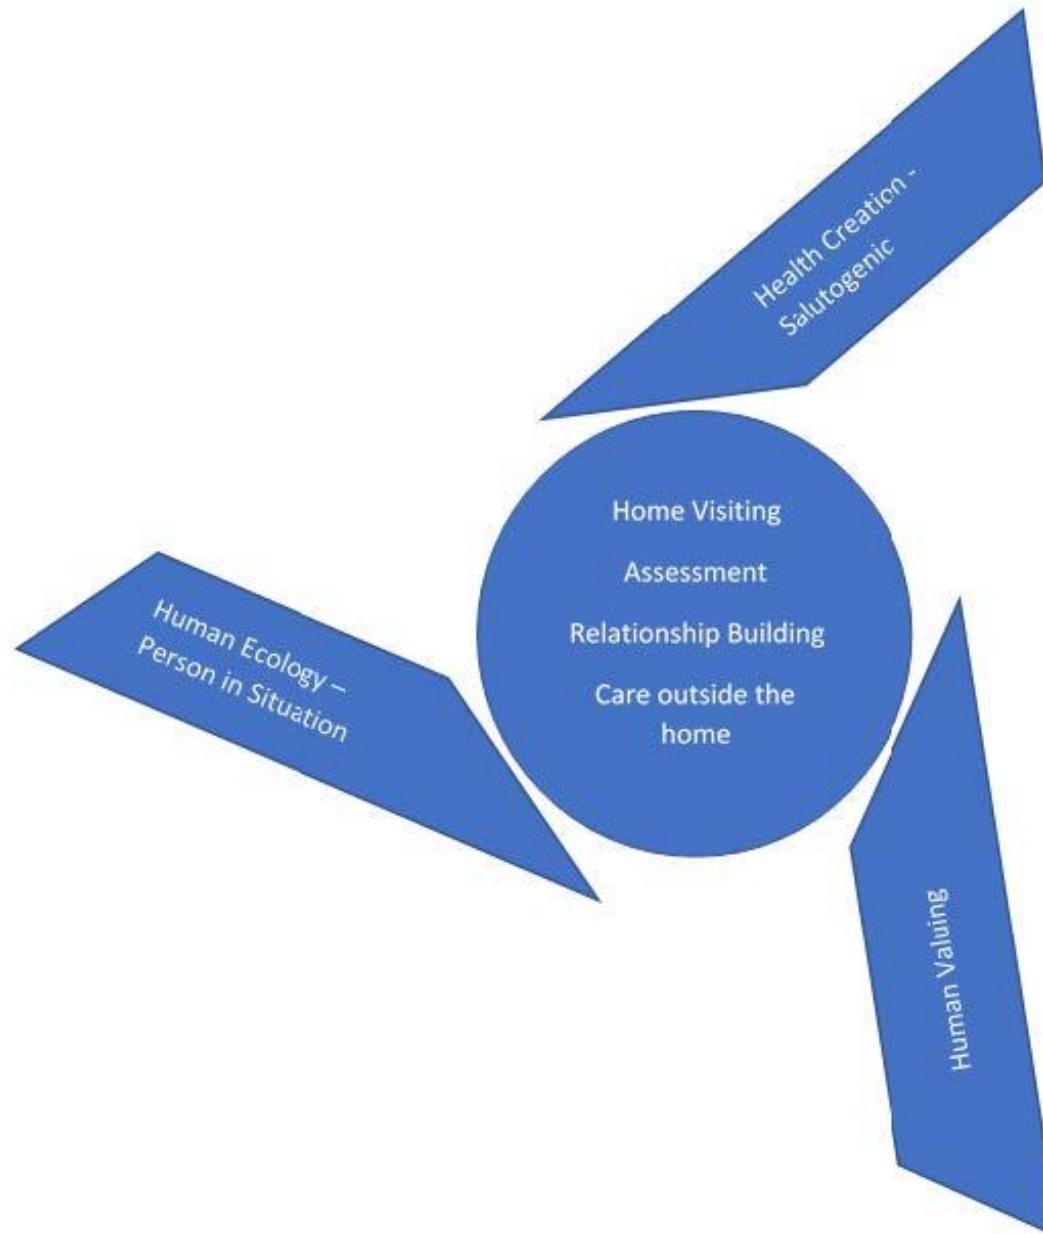 Health Creation -
Salutogenic
Home Visiting
Assessment
Relationship Building
Care outside the
home
Human Ecology –
Person in Situation
Human Valuing